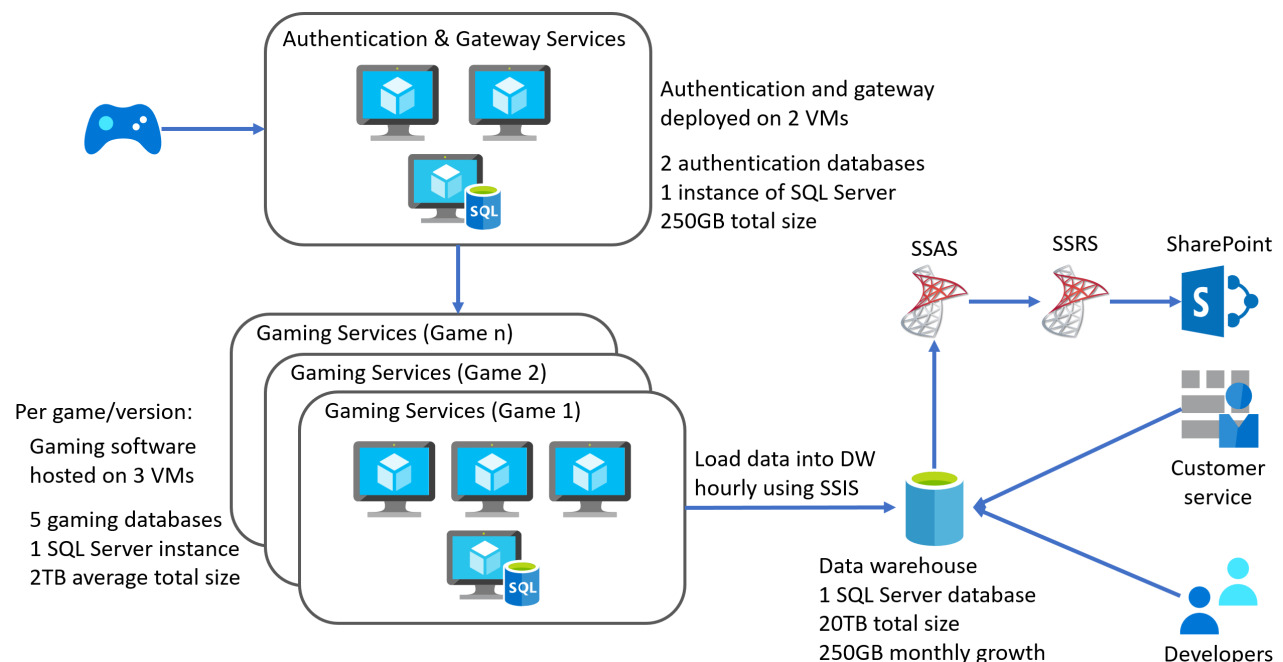 Authentication & Gateway Services
Authentication and gateway
deployed on 2 VMs
2 authentication databases
1 instance of SQL Server
250GB total size
SQL
Gaming Services (Game n)
Gaming Services (Game 2)
Gaming Services (Game 1)
Per game/version:
Gaming software
hosted on 3 VMs
5 gaming databases
1 SQL Server instance
2TB average total size
SQL
Load data into DW
hourly using SSIS
SSAS
SSRS
SharePoint
S
Customer
service
Data warehouse
1 SQL Server database
20TB total size
250GB monthly growth
Developers